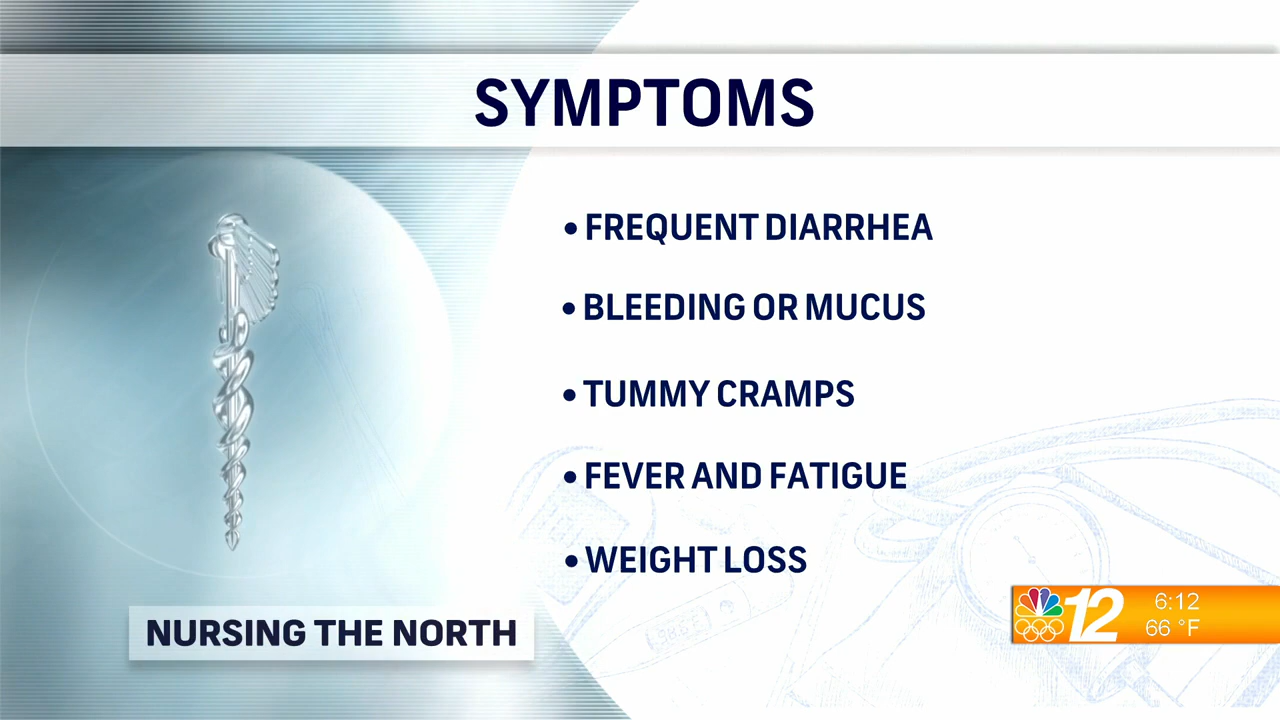 SYMPTOMS
• FREQUENT DIARRHEA
• BLEEDING OR MUCUS
• TUMMY CRAMPS
• FEVER AND FATIGUE
• WEIGHT LOSS
NURSING THE NORTH
12
6:12
66 °F